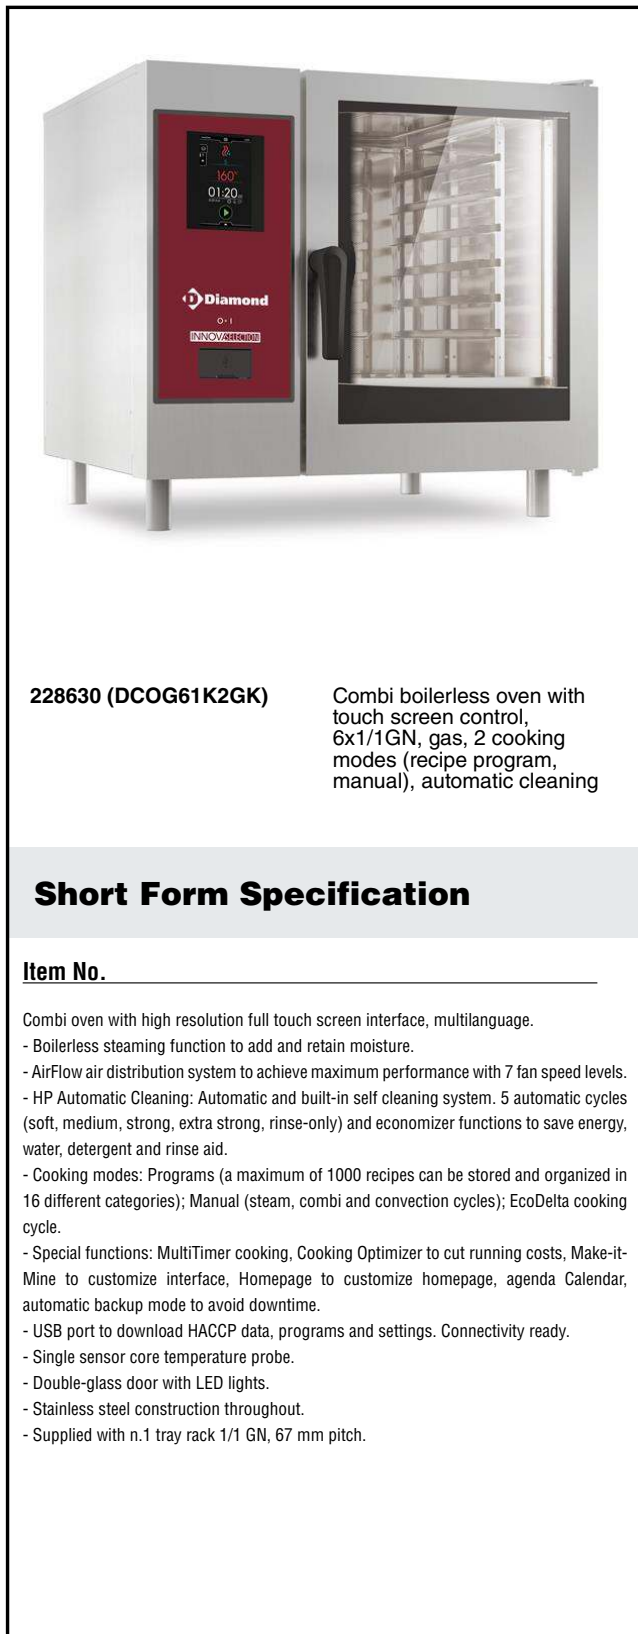 160°
01:20
Diamond
INNOVASELECTION
228630 (DCOG61K2GK)
Combi boilerless oven with
touch screen control,
6x1/1GN, gas, 2 cooking
modes (recipe program,
manual), automatic cleaning
Short Form Specification
Item No.
Combi oven with high resolution full touch screen interface, multilanguage.
- Boilerless steaming function to add and retain moisture.
- AirFlow air distribution system to achieve maximum performance with 7 fan speed levels.
- HP Automatic Cleaning: Automatic and built-in self cleaning system. 5 automatic cycles
(soft, medium, strong, extra strong, rinse-only) and economizer functions to save energy,
water, detergent and rinse aid.
- Cooking modes: Programs (a maximum of 1000 recipes can be stored and organized in
16 different categories); Manual (steam, combi and convection cycles); EcoDelta cooking
cycle.
- Special functions: MultiTimer cooking, Cooking Optimizer to cut running costs, Make-it-
Mine to customize interface, Homepage to customize homepage, agenda Calendar,
automatic backup mode to avoid downtime.
- USB port to download HACCP data, programs and settings. Connectivity ready.
- Single sensor core temperature probe.
- Double-glass door with LED lights.
- Stainless steel construction throughout.
- Supplied with n.1 tray rack 1/1 GN, 67 mm pitch.